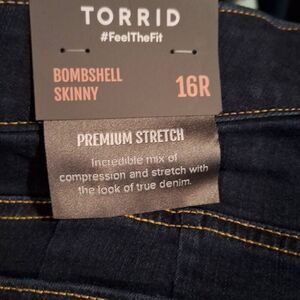 TORRID
#FeelTheFit
BOMBSHELL
SKINNY
16R
PREMIUM STRETCH
Incredible mix of
compression and stretch with
the look of true denim.